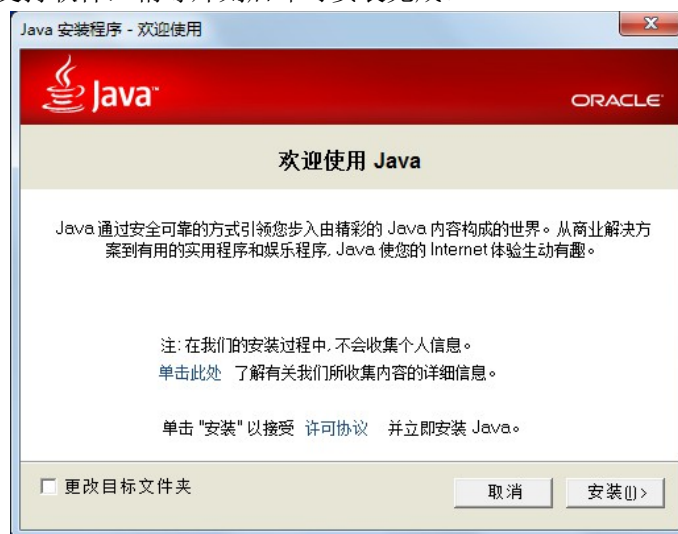 Java 安装程序 - 欢迎使用
Java™
ORACLE
欢迎使用 Java
Java 通过安全可靠的方式引领您步入由精彩的 Java 内容构成的世界。从商业解决方
案到有用的实用程序和娱乐程序, Java 使您的 Internet 体验生动有趣。
注: 在我们的安装过程中, 不会收集个人信息。
单击此处 了解有关我们所收集内容的详细信息。
单击 "安装" 以接受 许可协议 并立即安装 Java。
更改目标文件夹
取消
安装(I) >